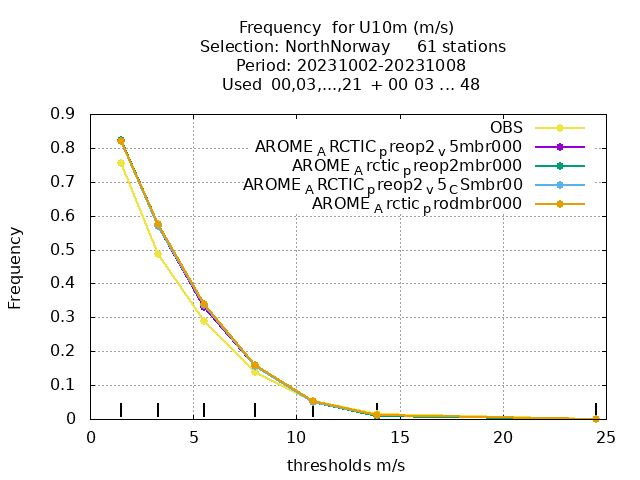 Frequency for U10m (m/s)
Selection: NorthNorway 61 stations
Period: 20231002-20231008
Used 00,03,...,21 + 00 03 ... 48
0.9
0.8
0.7
0.6
0.5
0.4
0.3
0.2
0.1
0
Frequency
OBS
AROME_ARCTIC_preop2_v5mbr000
AROME_Arctic_preop2mbr000
AROME_ARCTIC_preop2_v5_CSmbr00
AROME_Arctic_prodmbr000
0 5 10 15 20 25
thresholds m/s